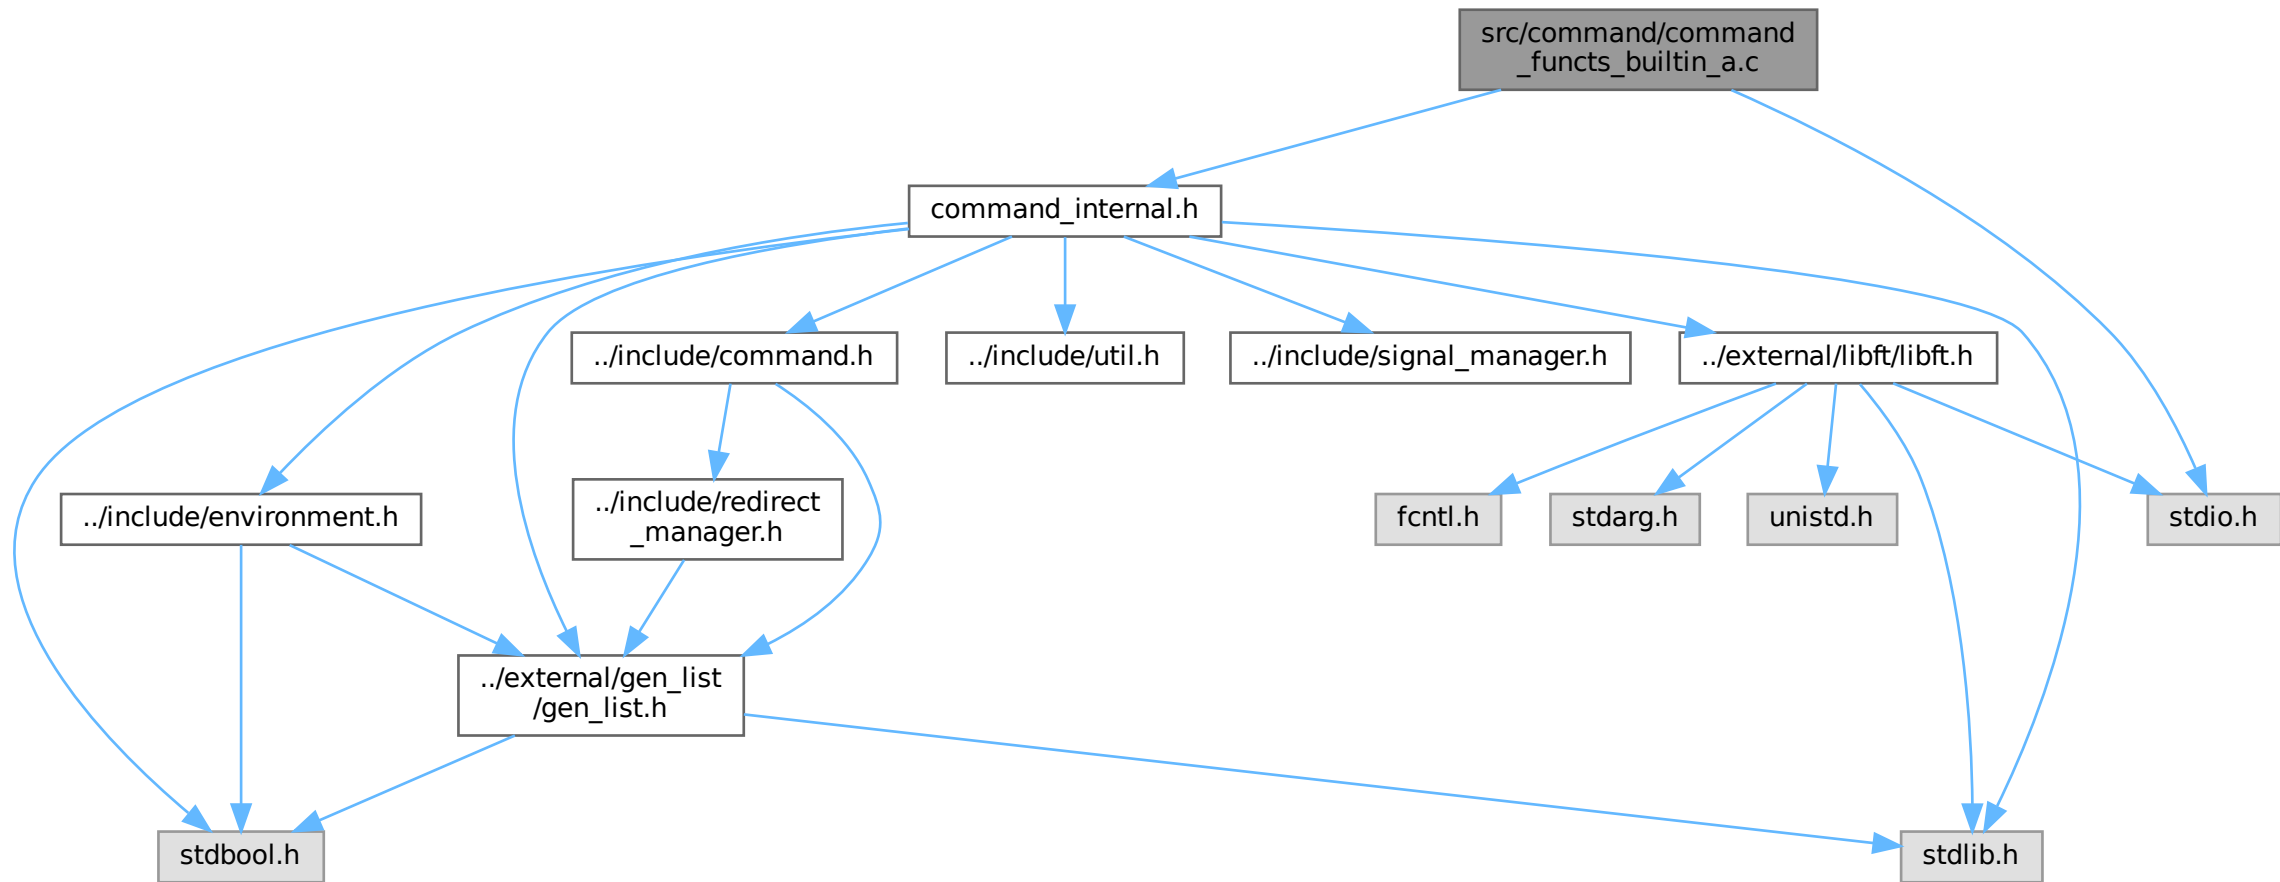 src/command/command
_functs_builtin_a.c
command_internal.h
../include/command.h
../include/util.h
../include/signal_manager.h
../external/libft/libft.h
../include/environment.h
../include/redirect
_manager.h
fcntl.h
stdarg.h
unistd.h
stdio.h
../external/gen_list
/gen_list.h
stdbool.h
stdlib.h